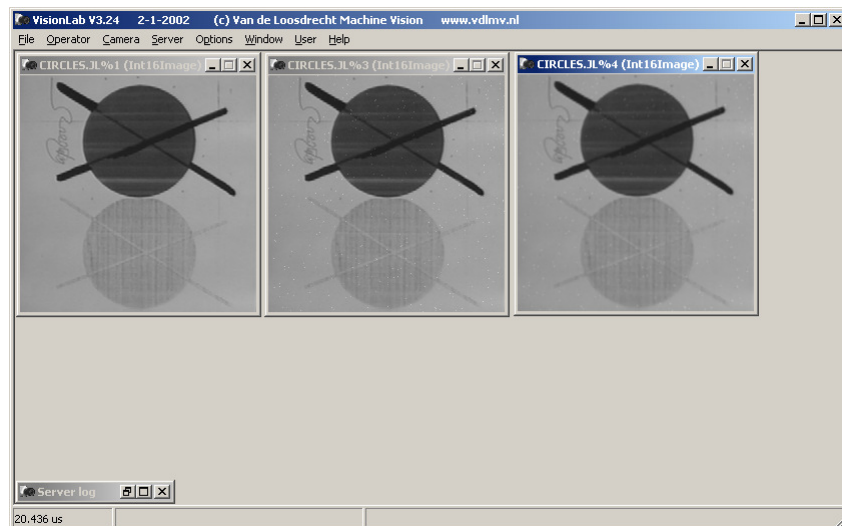 VisionLab V3.24 2-1-2002 (c) Van de Loosdrecht Machine Vision www.vdlmv.nl
File Operator Camera Server Options Window User Help
CIRCLES.JL%1 (Int16Image)
CIRCLES.JL%3 (Int16Image)
CIRCLES.JL%4 (Int16Image)
Server log
20.436 us